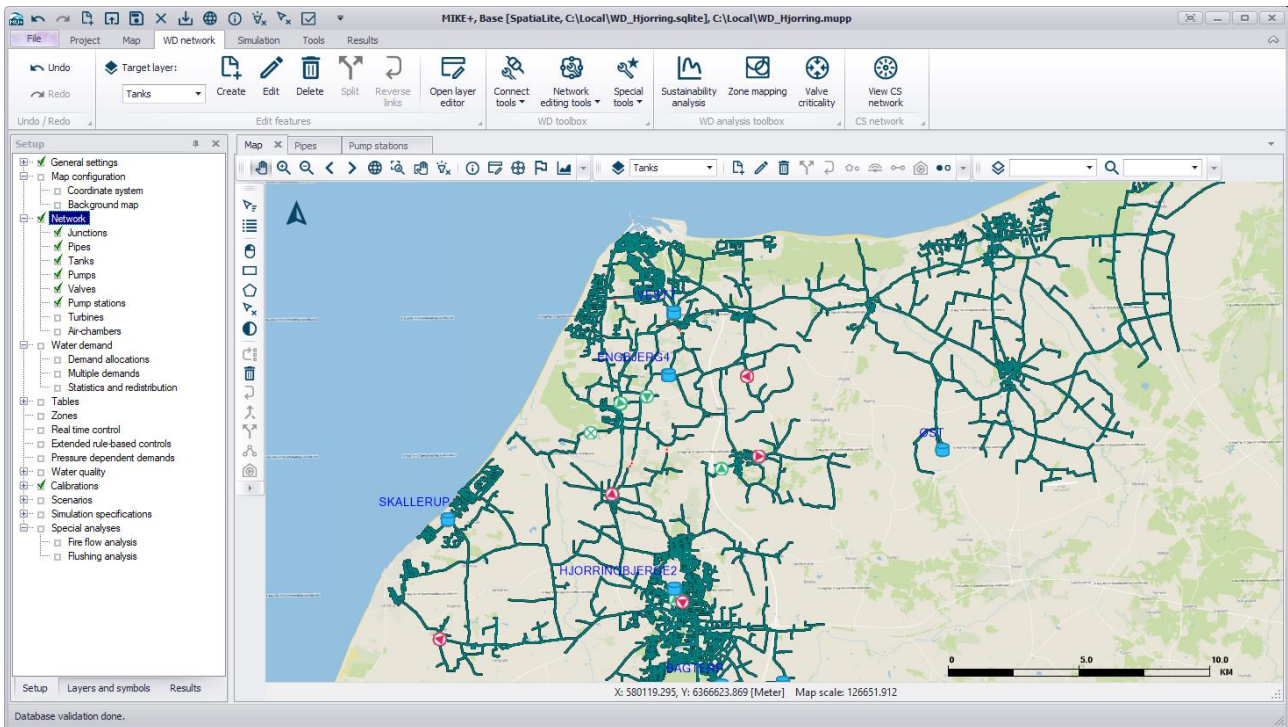 MIKE+, Base [SpatiaLite, C:\Local\WD_Hjorring.sqlite], C:\Local\WD_Hjorring.mupp
File Project Map WD network Simulation Tools Results
Undo
Redo
Undo / Redo
Target layer:
Tanks
Create
Edit
Delete
Split
Reverse links
Edit features
Open layer editor
Connect tools
Network editing tools
Special tools
WD toolbox
Sustainability analysis
Zone mapping
Valve criticality
WD analysis toolbox
View CS network
CS network
Setup
General settings
Map configuration
Coordinate system
Background map
Network
Junctions
Pipes
Tanks
Pumps
Valves
Pump stations
Turbines
Air-chambers
Water demand
Demand allocations
Multiple demands
Statistics and redistribution
Tables
Zones
Real time control
Extended rule-based controls
Pressure dependent demands
Water quality
Calibrations
Scenarios
Simulation specifications
Special analyses
Fire flow analysis
Flushing analysis
Setup Layers and symbols Results
Map Pipes Pump stations
Tanks
ENGBJERG4
OST
SKALLERUP
HJORRINGBJERGE2
0 5.0 10.0
KM
X: 580119.295, Y: 6366623.869 [Meter] Map scale: 126651.912
Database validation done.